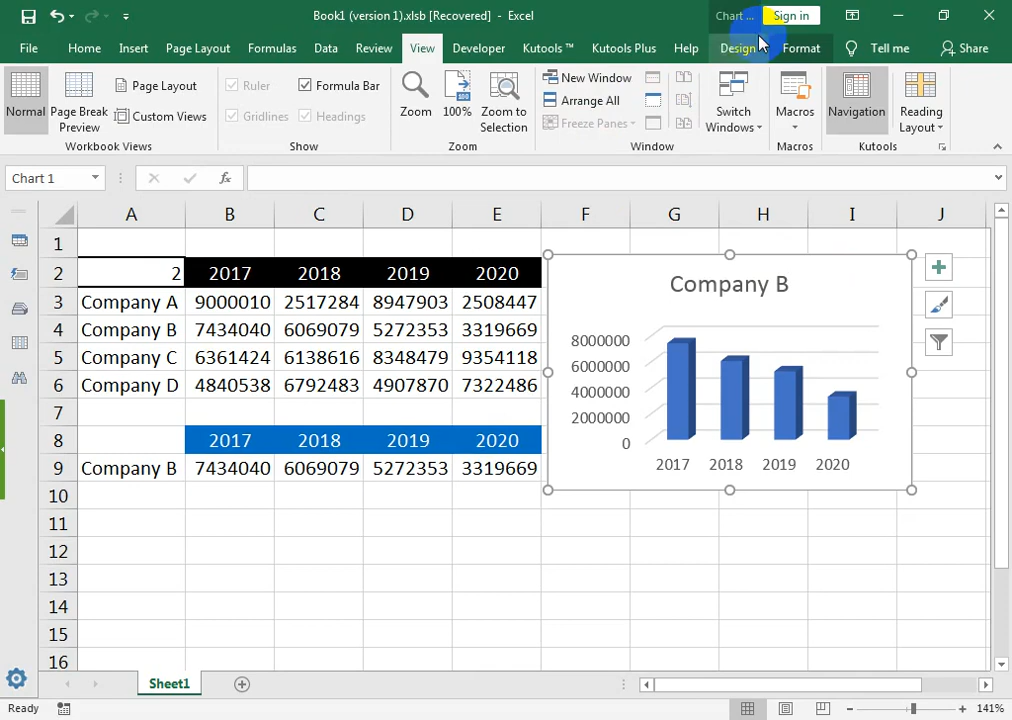 Book1 (version 1).xlsb [Recovered] - Excel
Chart ...
Sign in
File Home Insert Page Layout Formulas Data Review View Developer Kutools ™ Kutools Plus Help Design Format Tell me Share
Normal
Page Break Preview
Page Layout
Custom Views
Workbook Views
Ruler
Formula Bar
Gridlines
Headings
Show
Zoom
100%
Zoom to Selection
Zoom
New Window
Arrange All
Freeze Panes
Window
Switch Windows
Macros
Macros
Navigation
Reading Layout
Kutools
Chart 1
fx
A B C D E F G H I J
1
2 2 2017 2018 2019 2020
3 Company A 9000010 2517284 8947903 2508447
4 Company B 7434040 6069079 5272353 3319669
5 Company C 6361424 6138616 8348479 9354118
6 Company D 4840538 6792483 4907870 7322486
7
8 2017 2018 2019 2020
9 Company B 7434040 6069079 5272353 3319669
10
11
12
13
14
15
16
Company B
8000000
6000000
4000000
2000000
0
2017 2018 2019 2020
Sheet1
Ready
141%